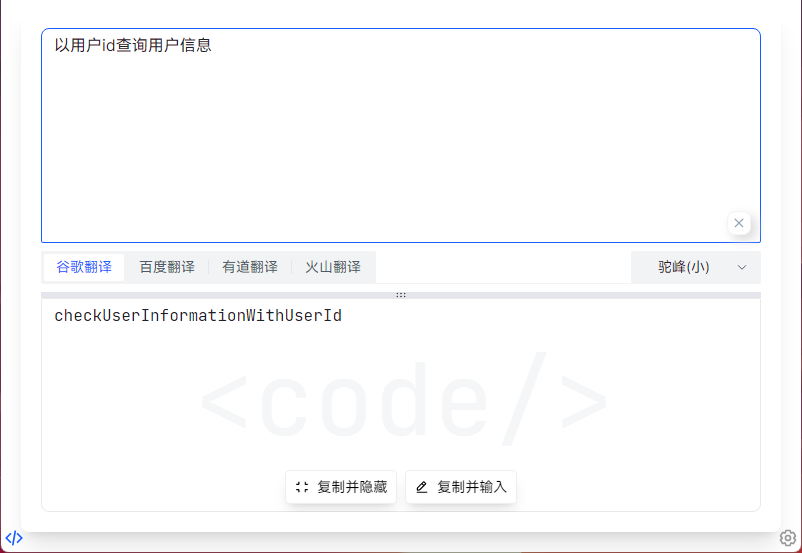 以用户id查询用户信息
谷歌翻译 百度翻译 有道翻译 火山翻译 驼峰(小)
checkUserInformationWithUserId
<code/>
复制并隐藏 复制并输入